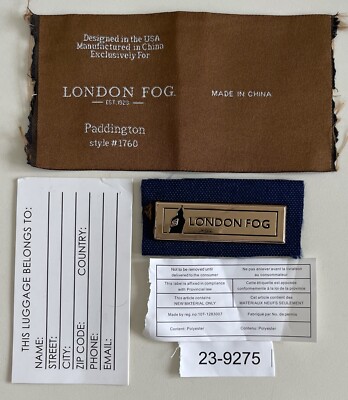 Designed in the USA
Manufactured in China
Exclusively For
LONDON FOG
EST. 1923
Paddington
style #1760
MADE IN CHINA
THIS LUGGAGE BELONGS TO:
NAME:
STREET:
CITY:
ZIP CODE:
COUNTRY:
PHONE:
EMAIL:
LONDON FOG
Not to be removed until
delivered to the consumer
Ne pas enlever avant la livraison au
consommateur
This label is affixed in compliance
with Provincial law
Cette étiquette est apposée
conformément à la loi de la province
This article contains
NEW MATERIAL ONLY
Cet article contient des
MATÉRIAUX NEUFS SEULEMENT
Made by reg. no
Fabriqué par No. de permis:
Content: Polyester
Contenu: Polyester
23-9275